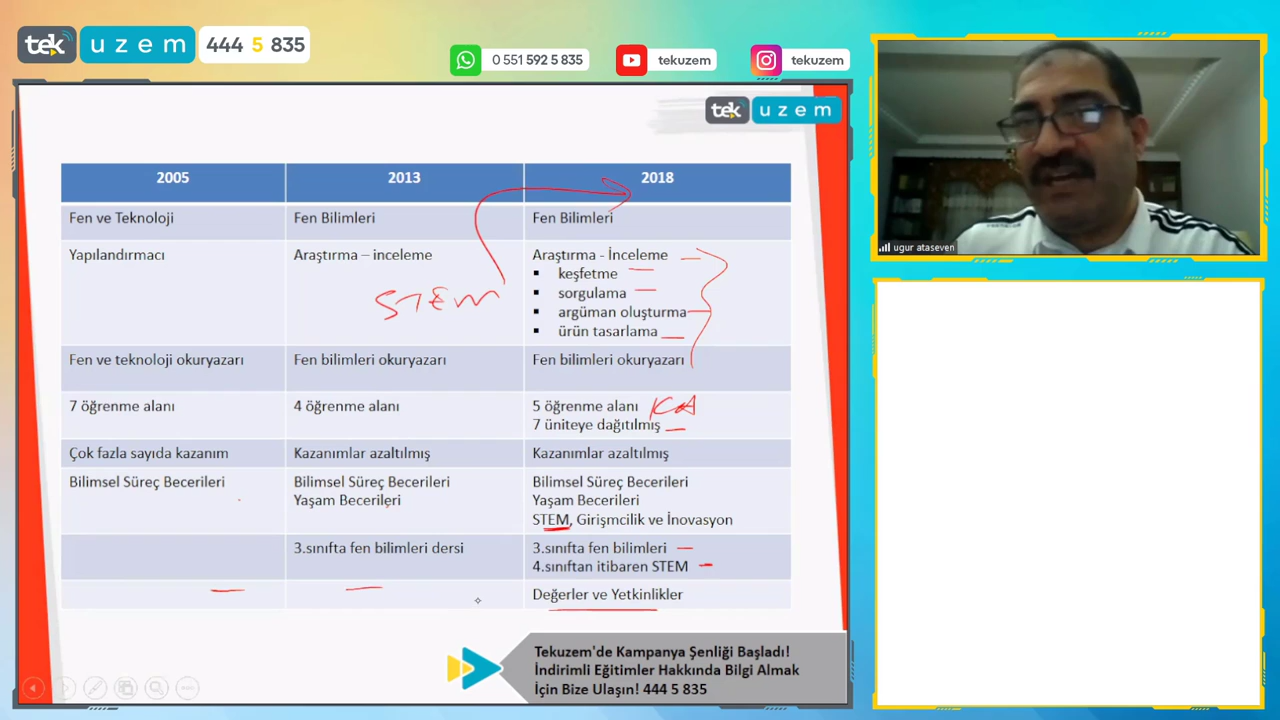 tek uzem 444 5 835
0 551 592 5 835 tekuzem tekuzem
tek uzem
2005 2013 2018
Fen ve Teknoloji Fen Bilimleri Fen Bilimleri
Yapılandırmacı Araştırma – inceleme Araştırma - İnceleme
▪ keşfetme
▪ sorgulama
STEM
▪ argüman oluşturma
▪ ürün tasarlama
Fen ve teknoloji okuryazarı Fen bilimleri okuryazarı Fen bilimleri okuryazarı
7 öğrenme alanı 4 öğrenme alanı 5 öğrenme alanı KA
7 üniteye dağıtılmış
Çok fazla sayıda kazanım Kazanımlar azaltılmış Kazanımlar azaltılmış
Bilimsel Süreç Becerileri Bilimsel Süreç Becerileri Bilimsel Süreç Becerileri
Yaşam Becerileri Yaşam Becerileri
STEM, Girişmcilik ve İnovasyon
3.sınıfta fen bilimleri dersi 3.sınıfta fen bilimleri
4.sınıftan itibaren STEM
Değerler ve Yetkinlikler
Tekuzem'de Kampanya Şenliği Başladı!
İndirimli Eğitimler Hakkında Bilgi Almak
İçin Bize Ulaşın! 444 5 835
ugur ataseven